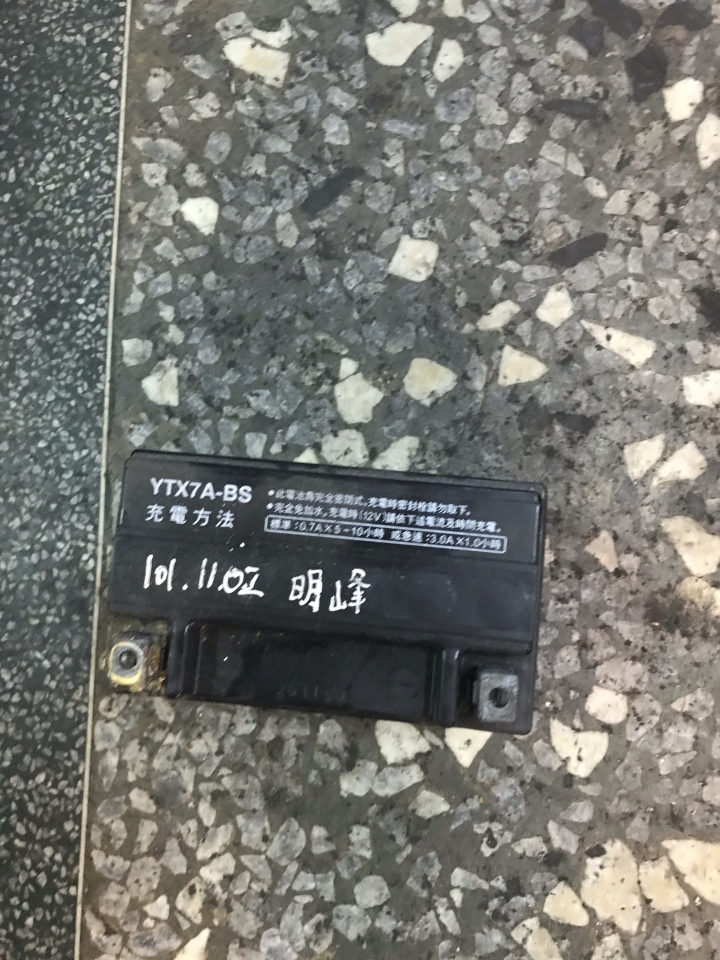 YTX7A-BS
充電方法
•此電池為完全密閉式,充電時密封栓請勿取下。
•完全免加水。充電時(12V)請依下述電流及時間充電。
標準:0.7A×5~10小時 或急速:3.0A×1.0小時
101.11.02 明峰